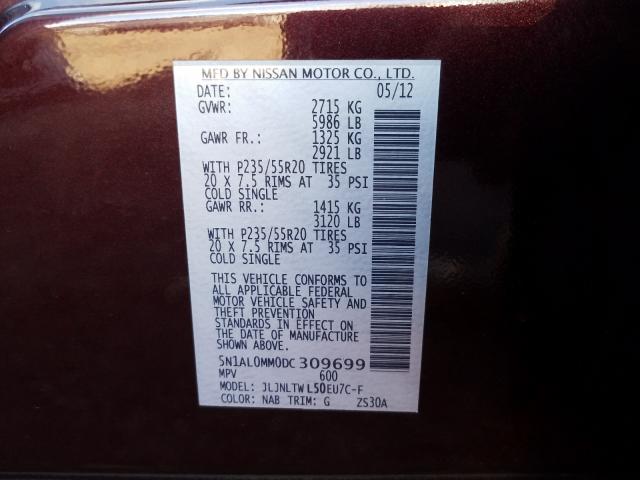 MFD BY NISSAN MOTOR CO., LTD.
DATE: 05/12
GVWR: 2715 KG
5986 LB
GAWR FR.: 1325 KG
2921 LB
WITH P235/55R20 TIRES
20 X 7.5 RIMS AT 35 PSI
COLD SINGLE
GAWR RR.: 1415 KG
3120 LB
WITH P235/55R20 TIRES
20 X 7.5 RIMS AT 35 PSI
COLD SINGLE
THIS VEHICLE CONFORMS TO
ALL APPLICABLE FEDERAL
MOTOR VEHICLE SAFETY AND
THEFT PREVENTION
STANDARDS IN EFFECT ON
THE DATE OF MANUFACTURE
SHOWN ABOVE.
5N1AL0MM0DC 309699
MPV 600
MODEL: JLJNLTW L50EU7C-F
COLOR: NAB TRIM: G ZS30A